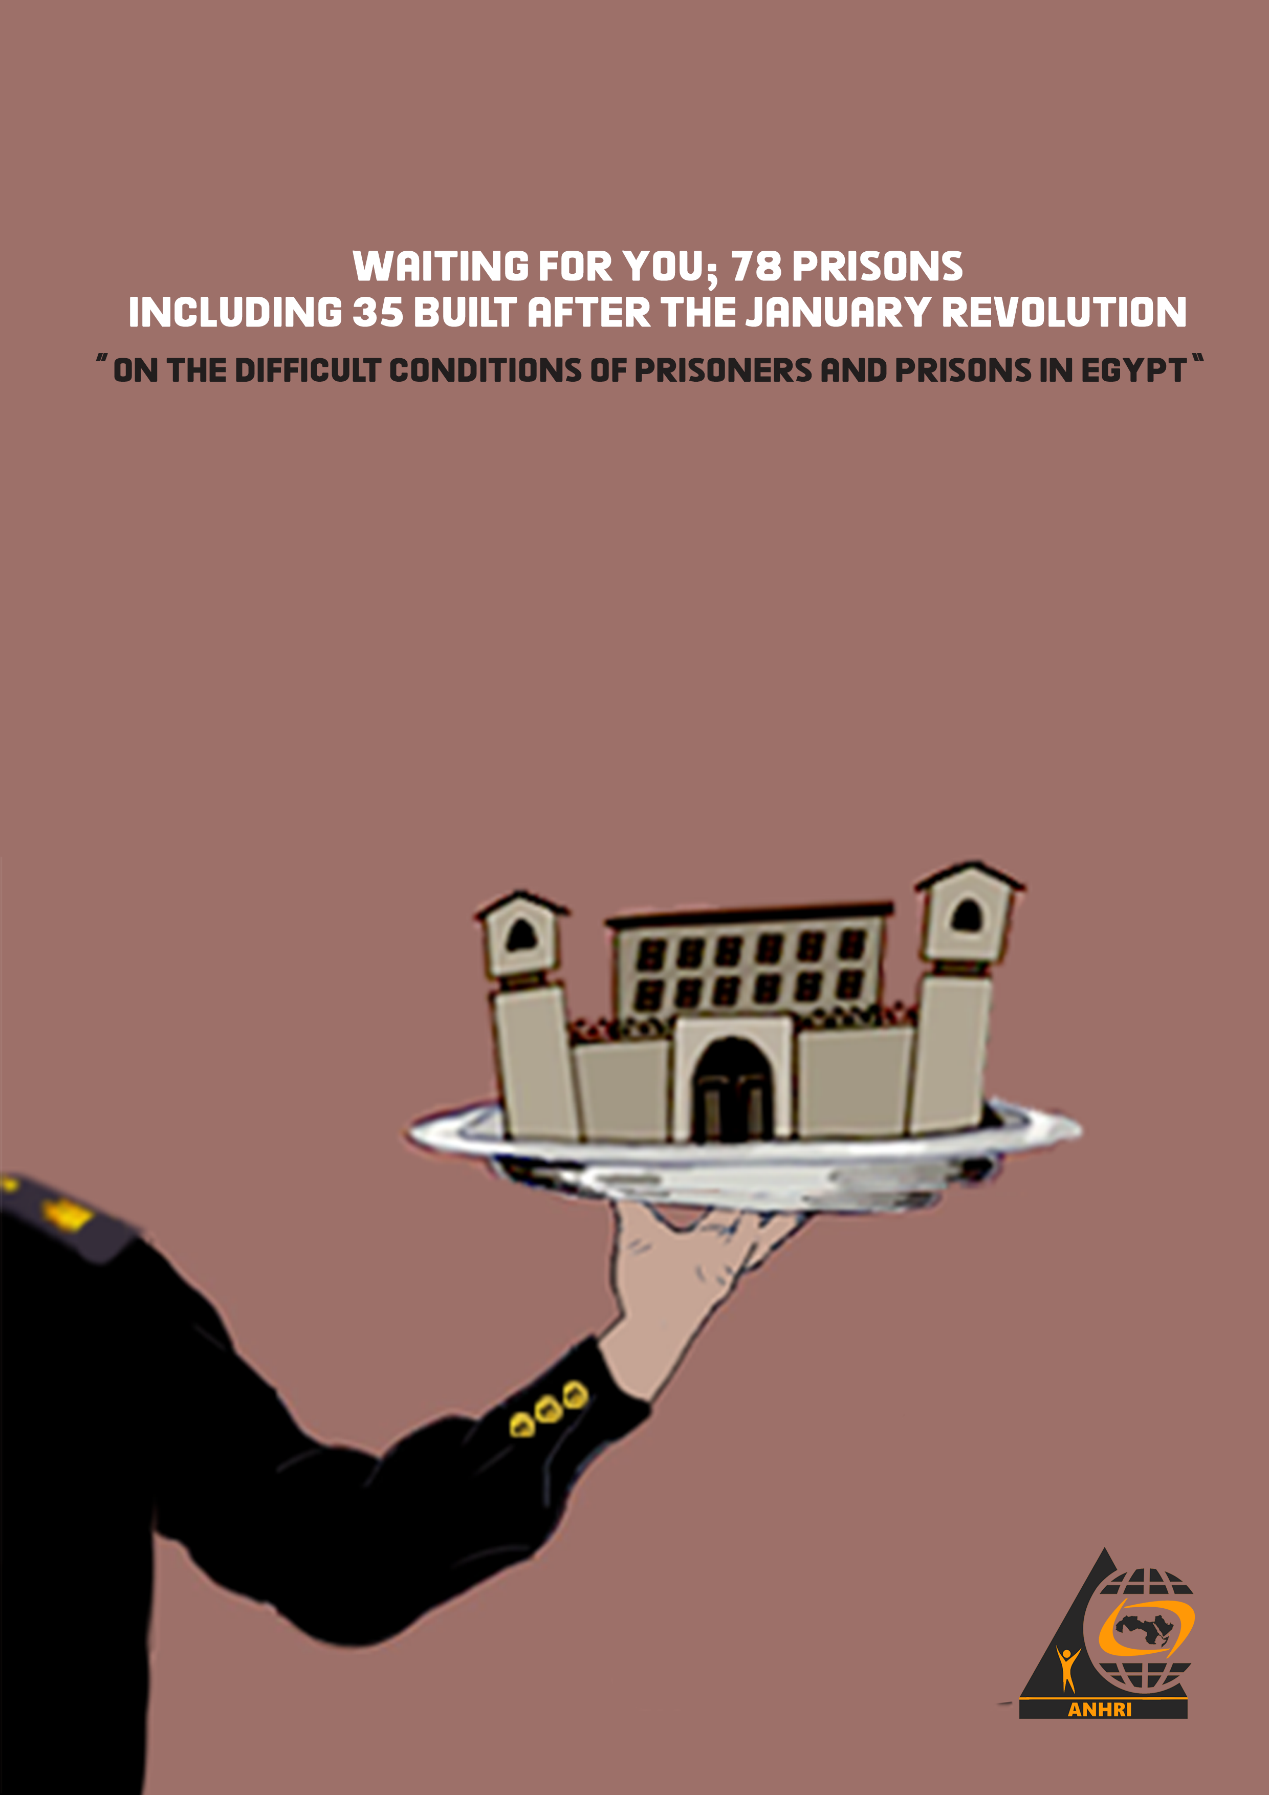 WAITING FOR YOU; 78 PRISONS
INCLUDING 35 BUILT AFTER THE JANUARY REVOLUTION
"ON THE DIFFICULT CONDITIONS OF PRISONERS AND PRISONS IN EGYPT"
ANHRI